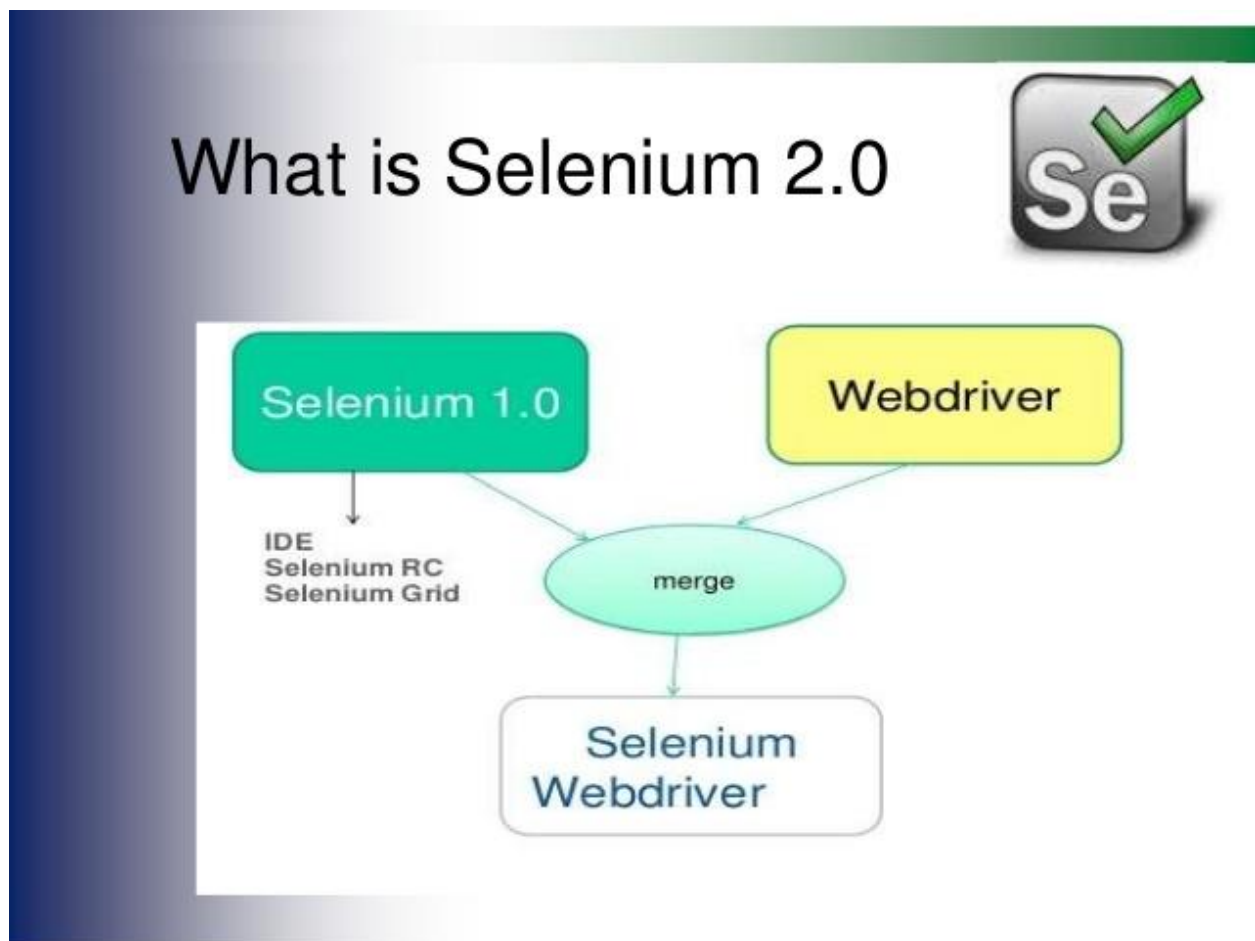 What is Selenium 2.0
Se
Selenium 1.0
Webdriver
IDE
Selenium RC
Selenium Grid
merge
Selenium
Webdriver